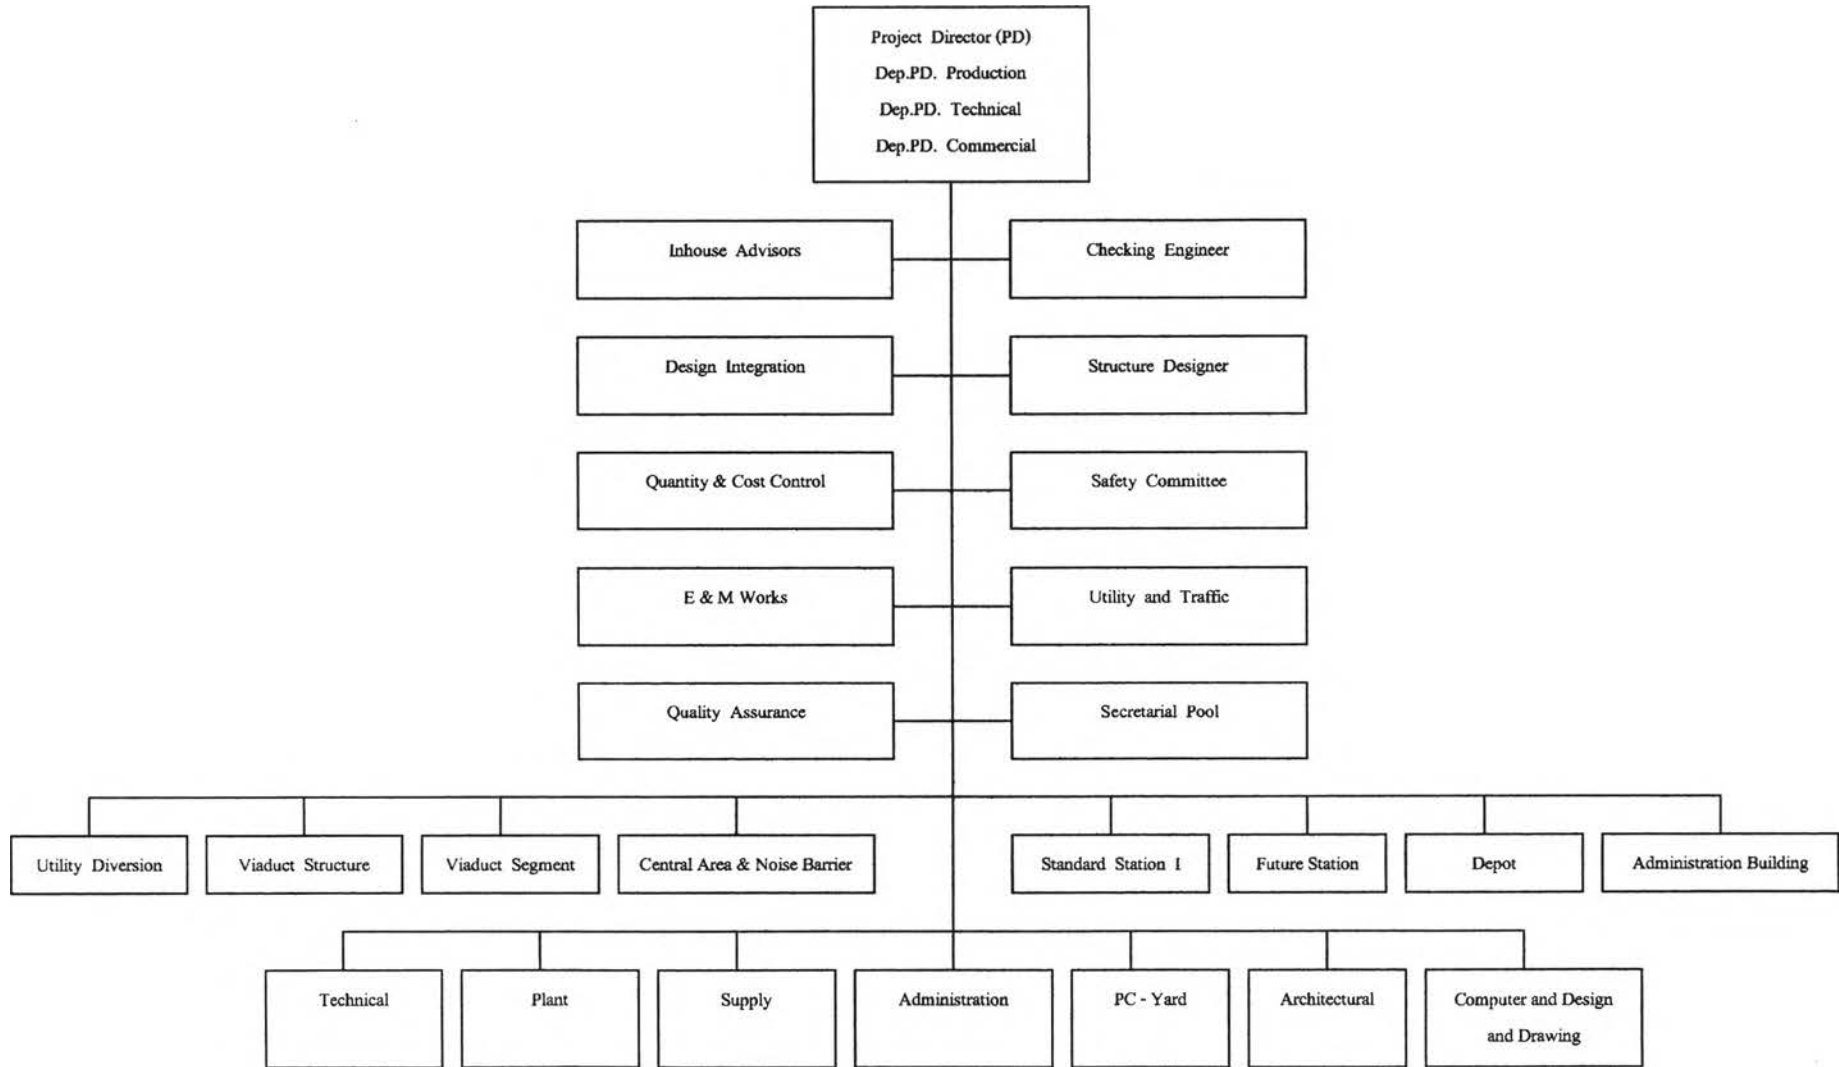 Project Director (PD)
Dep.PD. Production
Dep.PD. Technical
Dep.PD. Commercial
Inhouse Advisors
Checking Engineer
Design Integration
Structure Designer
Quantity & Cost Control
Safety Committee
E & M Works
Utility and Traffic
Quality Assurance
Secretarial Pool
Utility Diversion
Viaduct Structure
Viaduct Segment
Central Area & Noise Barrier
Standard Station I
Future Station
Depot
Administration Building
Technical
Plant
Supply
Administration
PC - Yard
Architectural
Computer and Design
and Drawing